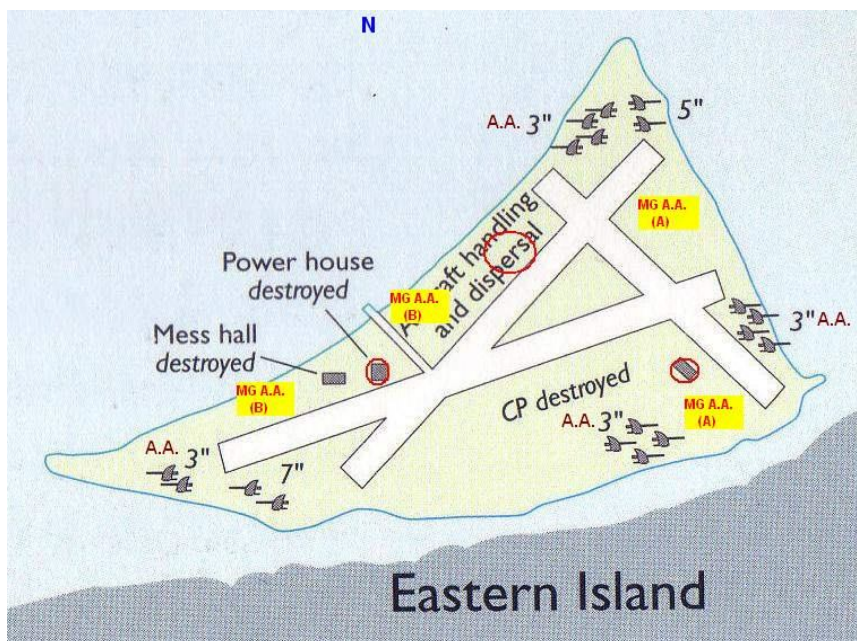 N
A.A. 3"
5"
MG A.A.
(A)
Aircraft handling
and dispersal
Power house
destroyed
MG A.A.
(B)
Mess hall
destroyed
3" A.A.
MG A.A.
(B)
CP destroyed
MG A.A.
(A)
A.A. 3"
A.A. 3"
7"
Eastern Island